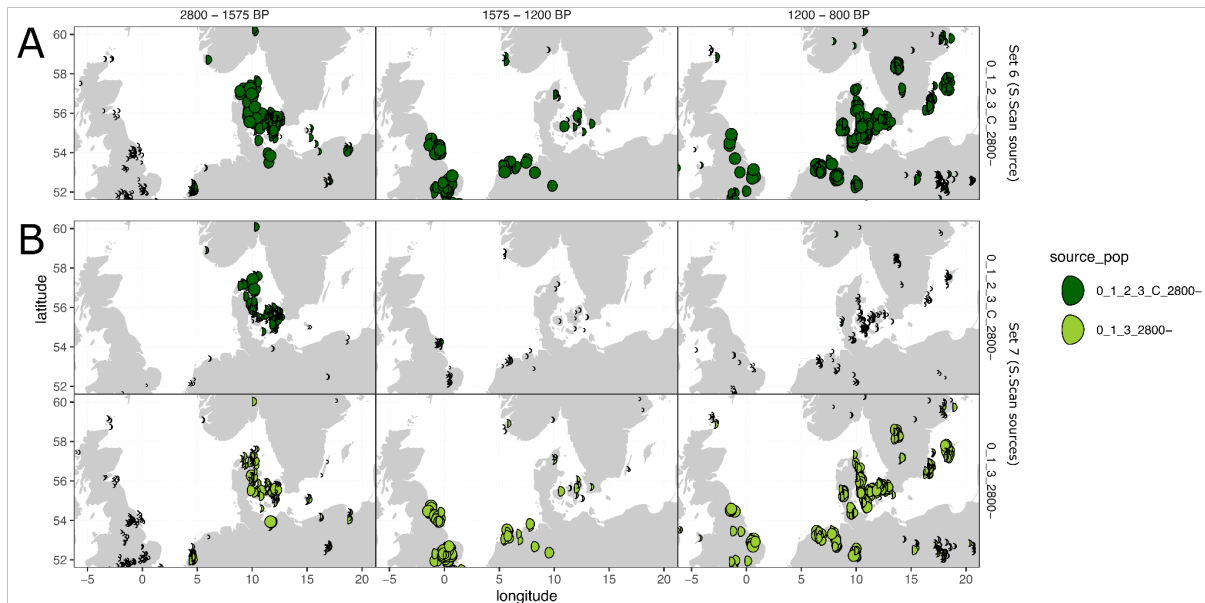 2800 – 1575 BP
1575 – 1200 BP
1200 – 800 BP
A
60
58
56
54
52
0_1_2_3_C_2800–
Set 6 (S.Scan source)
B
60
58
56
54
52
0_1_2_3_C_2800–
60
58
56
54
52
0_1_3_2800–
Set 7 (S.Scan sources)
latitude
−5 0 5 10 15 20
−5 0 5 10 15 20
−5 0 5 10 15 20
longitude
source_pop
0_1_2_3_C_2800–
0_1_3_2800–